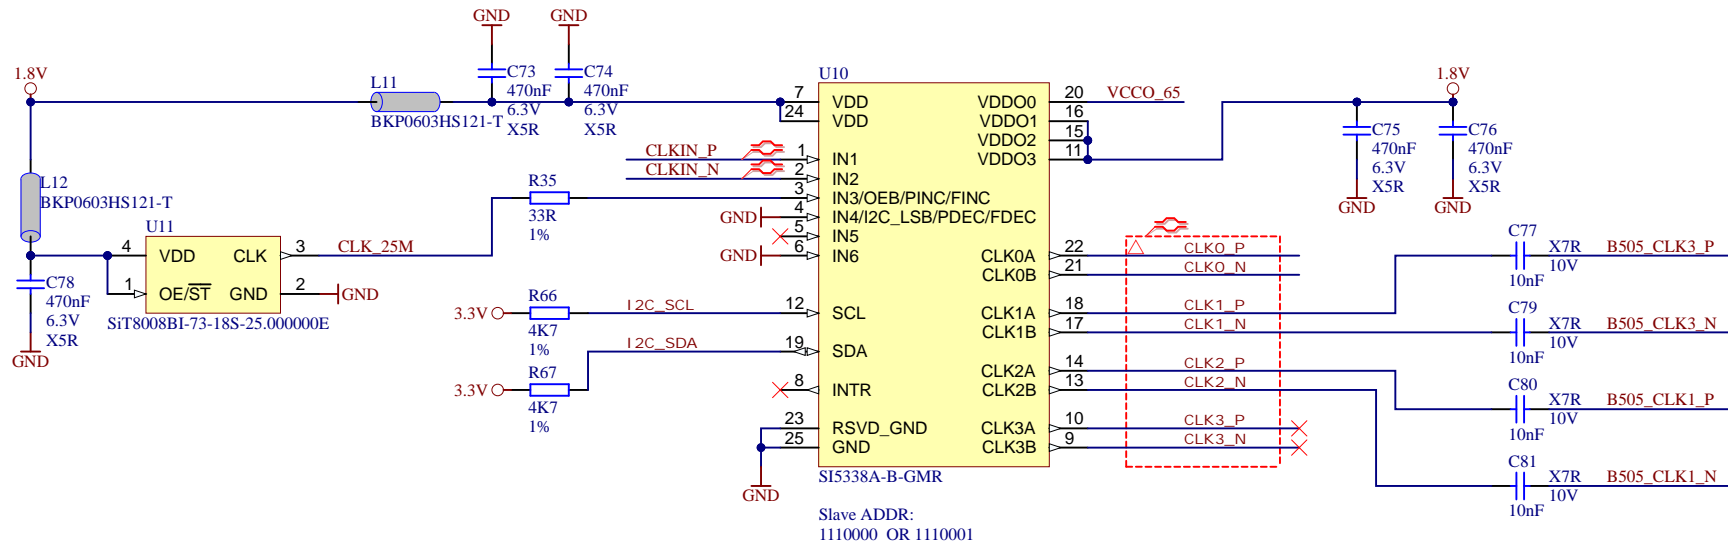 GND
GND
1.8V
L11
BKP0603HS121-T
C73
470nF
6.3V
X5R
C74
470nF
6.3V
X5R
L12
BKP0603HS121-T
U11
4 VDD CLK 3
1 OE/ST GND 2
SiT8008BI-73-18S-25.000000E
CLK_25M
GND
C78
470nF
6.3V
X5R
GND
R35
33R
1%
CLKIN_P
CLKIN_N
GND
GND
3.3V
R66
4K7
1%
I2C_SCL
3.3V
R67
4K7
1%
I2C_SDA
U10
7 VDD
24 VDD
1 IN1
2 IN2
3 IN3/OEB/PINC/FINC
4 IN4/I2C_LSB/PDEC/FDEC
5 IN5
6 IN6
12 SCL
19 SDA
8 INTR
23 RSVD_GND
25 GND
VDDO0 20
VDDO1 16
VDDO2 15
VDDO3 11
CLK0A 22
CLK0B 21
CLK1A 18
CLK1B 17
CLK2A 14
CLK2B 13
CLK3A 10
CLK3B 9
SI5338A-B-GMR
GND
Slave ADDR:
1110000 OR 1110001
VCCO_65
1.8V
C75
470nF
6.3V
X5R
GND
C76
470nF
6.3V
X5R
GND
CLK0_P
CLK0_N
CLK1_P
CLK1_N
CLK2_P
CLK2_N
CLK3_P
CLK3_N
C77
10nF
X7R
10V
B505_CLK3_P
C79
10nF
X7R
10V
B505_CLK3_N
C80
10nF
X7R
10V
B505_CLK1_P
C81
10nF
X7R
10V
B505_CLK1_N